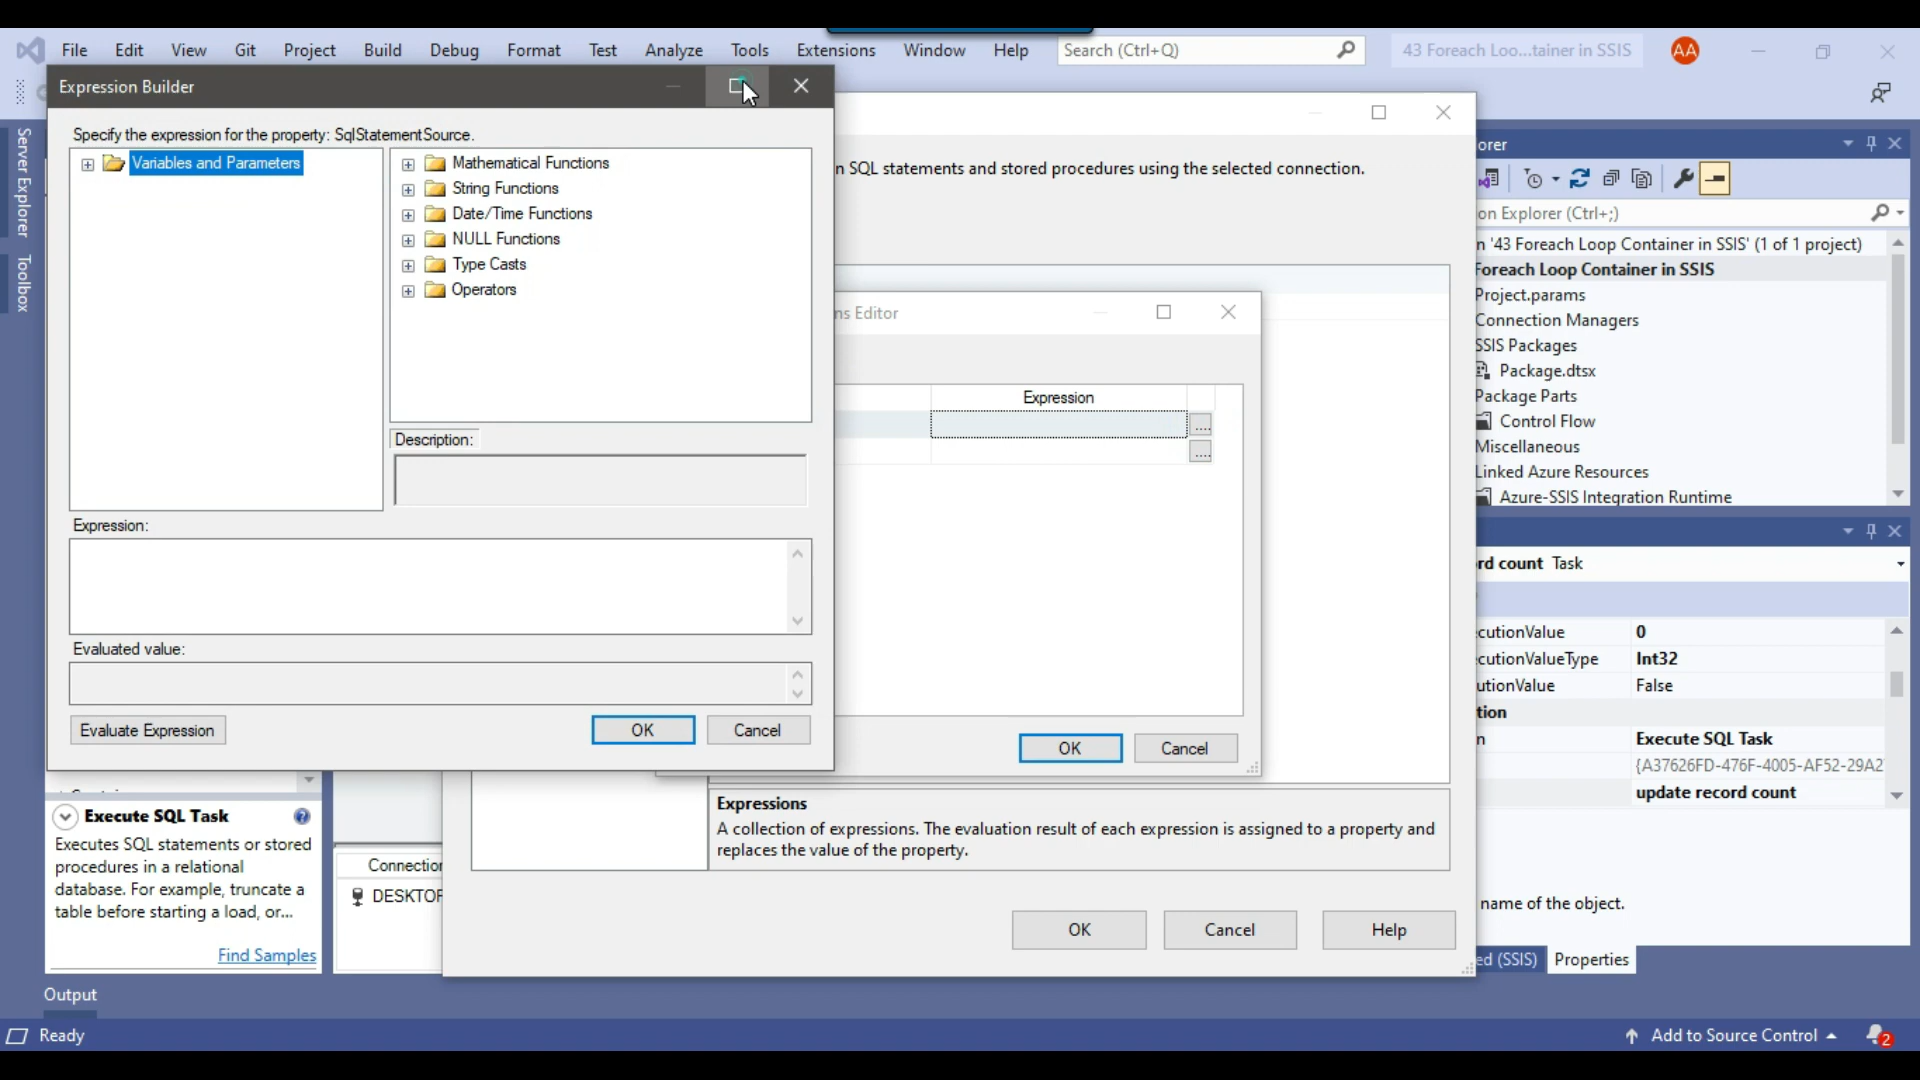 File Edit View Git Project Build Debug Format Test Analyze Tools Extensions Window Help Search (Ctrl+Q) 43 Foreach Loo...tainer in SSIS AA
Expression Builder
Specify the expression for the property: SqlStatementSource.
Variables and Parameters
Mathematical Functions
String Functions
Date/Time Functions
NULL Functions
Type Casts
Operators
Description:
Expression:
Evaluated value:
Evaluate Expression OK Cancel
n SQL statements and stored procedures using the selected connection.
ns Editor
Expression
....
....
OK Cancel
Expressions
A collection of expressions. The evaluation result of each expression is assigned to a property and
replaces the value of the property.
OK Cancel Help
Server Explorer
Toolbox
Execute SQL Task
Executes SQL statements or stored
procedures in a relational
database. For example, truncate a
table before starting a load, or...
Find Samples
Connection
DESKTOP
orer
on Explorer (Ctrl+;)
n '43 Foreach Loop Container in SSIS' (1 of 1 project)
Foreach Loop Container in SSIS
Project.params
Connection Managers
SSIS Packages
Package.dtsx
Package Parts
Control Flow
Miscellaneous
Linked Azure Resources
Azure-SSIS Integration Runtime
rd count Task
cutionValue 0
cutionValueType Int32
utionValue False
tion
n Execute SQL Task
{A37626FD-476F-4005-AF52-29A2
update record count
name of the object.
ed (SSIS) Properties
Output
Ready
Add to Source Control 2